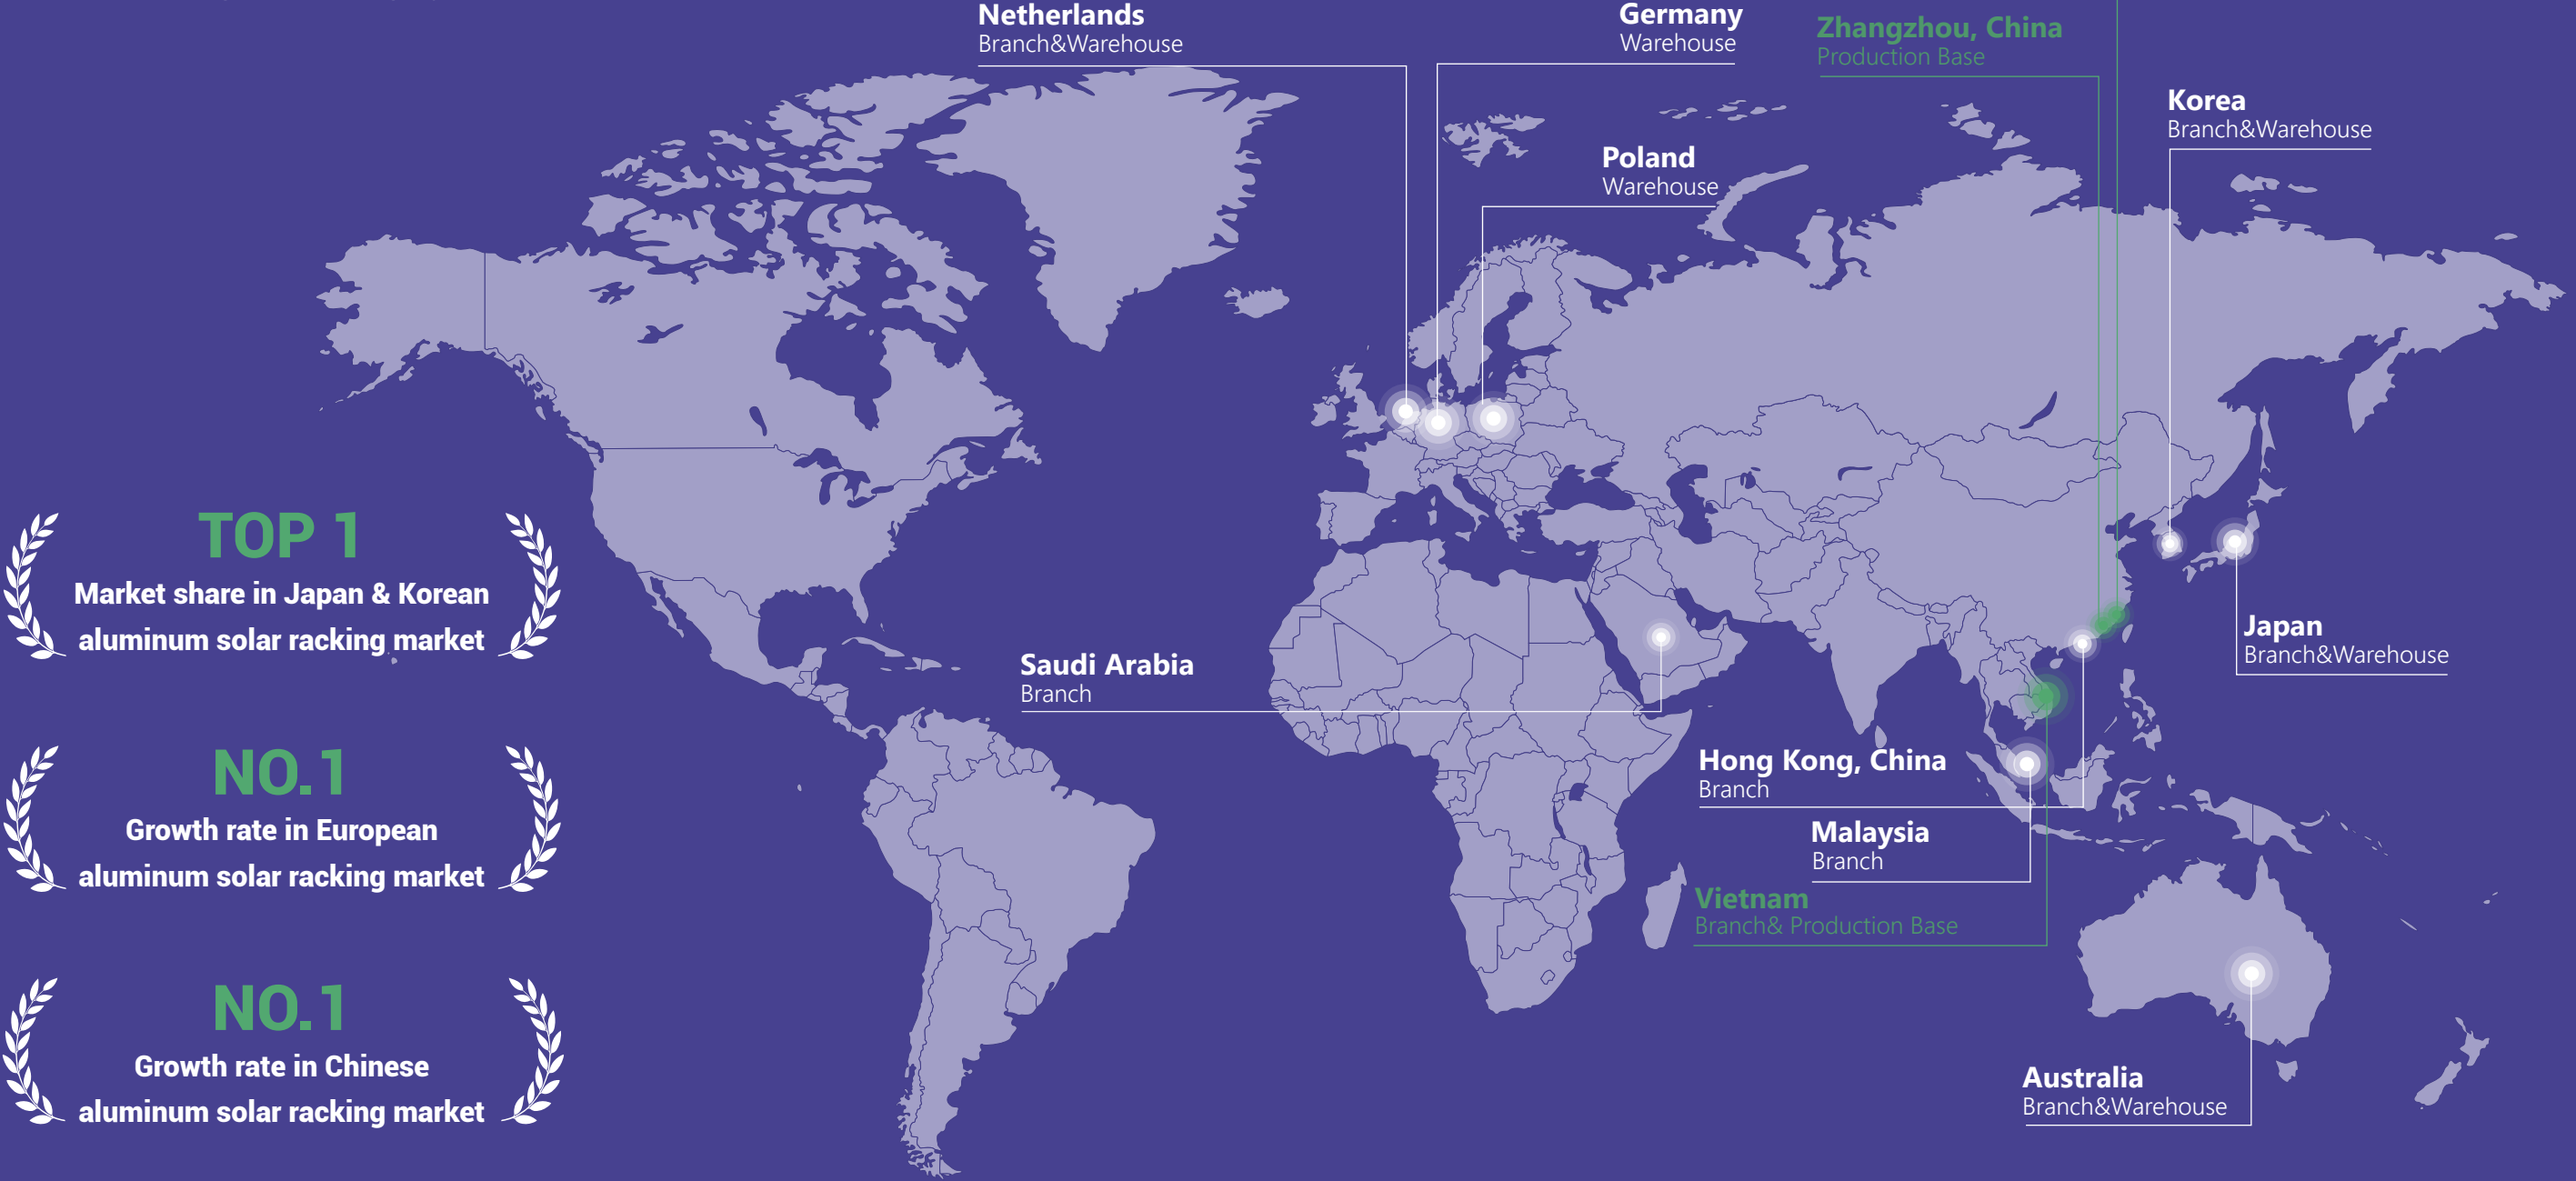 Netherlands
Branch&Warehouse
Germany
Warehouse
Zhangzhou, China
Production Base
Korea
Branch&Warehouse
Poland
Warehouse
TOP 1
Market share in Japan & Korean
aluminum solar racking market
Japan
Branch&Warehouse
Saudi Arabia
Branch
NO.1
Growth rate in European
aluminum solar racking market
Hong Kong, China
Branch
Malaysia
Branch
Vietnam
Branch& Production Base
NO.1
Growth rate in Chinese
aluminum solar racking market
Australia
Branch&Warehouse